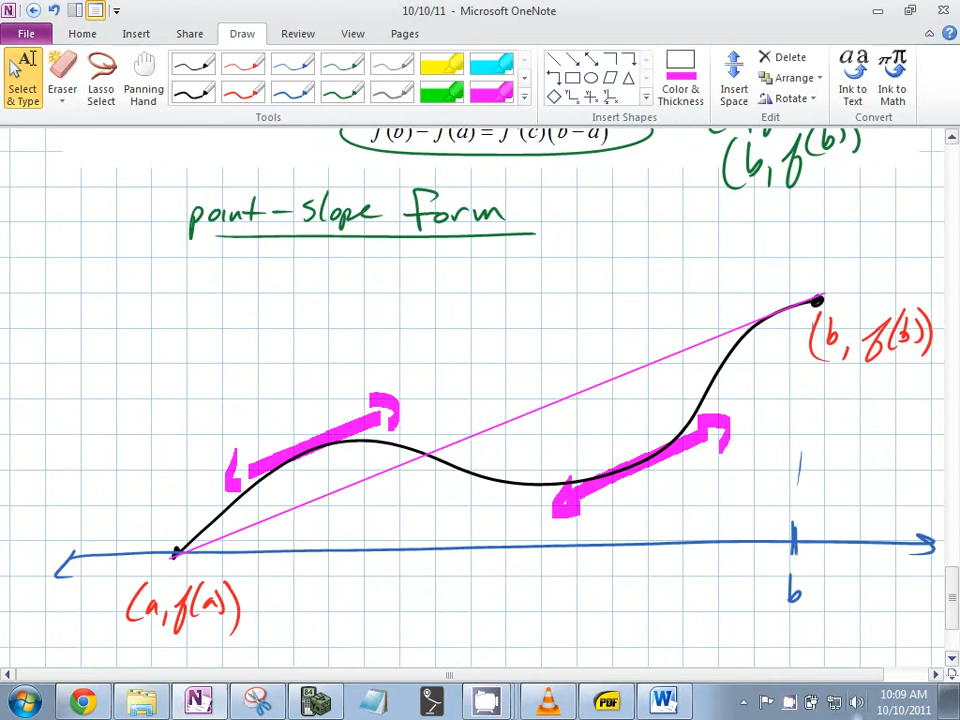 10/10/11 - Microsoft OneNote
File Home Insert Share Draw Review View Pages
Select & Type
Eraser
Lasso Select
Panning Hand
Color & Thickness
Insert Space
Delete
Arrange
Rotate
Ink to Text
Ink to Math
Tools Insert Shapes Edit Convert
f(b) – f(a) = f'(c)(b – a)
(b, f(b))
point-slope form
(b, f(b))
(a, f(a))
b
PDF
10:09 AM
10/10/2011